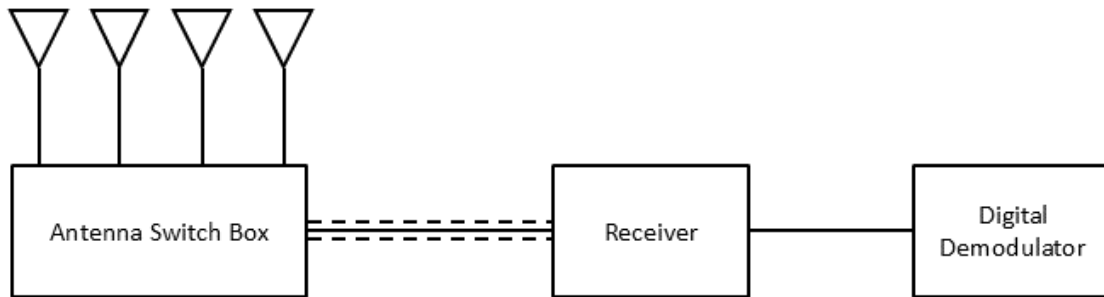 Antenna Switch Box
Receiver
Digital
Demodulator